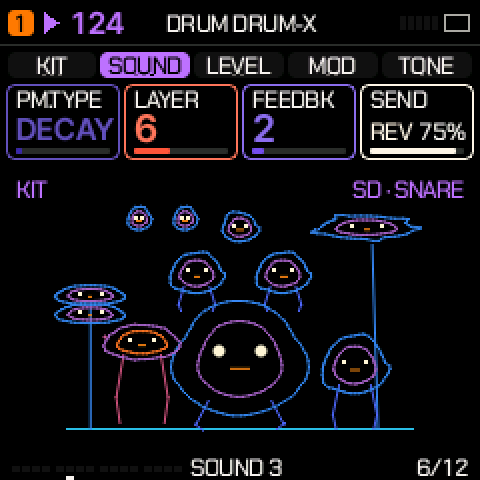 1 124 DRUM DRUM-X
KIT SOUND LEVEL MOD TONE
PM.TYPE LAYER FEEDBK SEND
DECAY 6 2 REV 75%
KIT SD · SNARE
SOUND 3 6/12